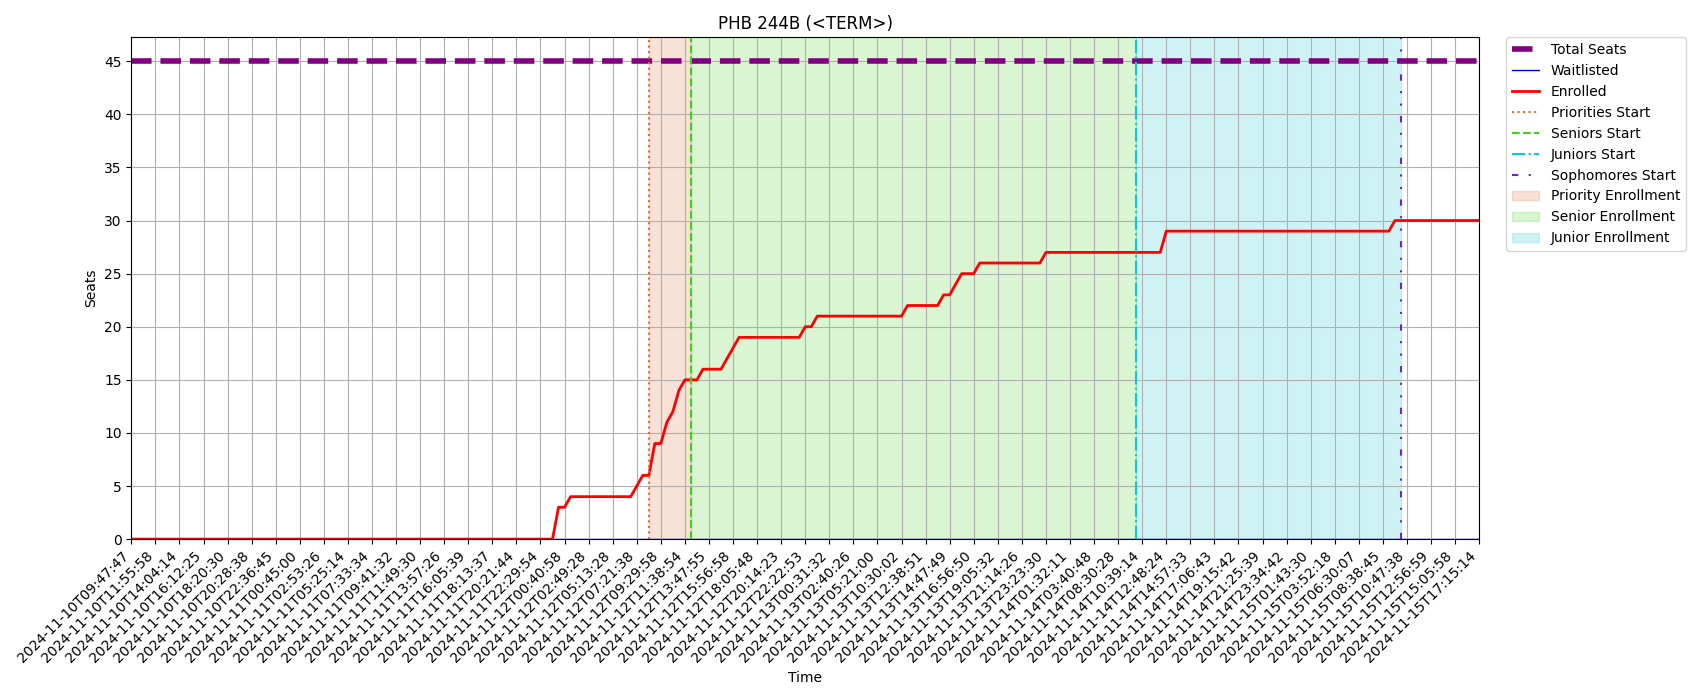 PHB 244B (<TERM>)
Total Seats
Waitlisted
Enrolled
Priorities Start
Seniors Start
Juniors Start
Sophomores Start
Priority Enrollment
Senior Enrollment
Junior Enrollment
Seats
45
40
35
30
25
20
15
10
5
0
2024-11-10T09:47:47
2024-11-10T11:55:58
2024-11-10T14:04:14
2024-11-10T16:12:25
2024-11-10T18:20:30
2024-11-10T20:28:38
2024-11-10T22:36:45
2024-11-11T00:45:00
2024-11-11T02:53:26
2024-11-11T05:25:14
2024-11-11T07:33:34
2024-11-11T09:41:32
2024-11-11T11:49:30
2024-11-11T13:57:26
2024-11-11T16:05:39
2024-11-11T18:13:37
2024-11-11T20:21:44
2024-11-11T22:29:54
2024-11-12T00:40:58
2024-11-12T02:49:28
2024-11-12T05:13:28
2024-11-12T07:21:38
2024-11-12T09:29:58
2024-11-12T11:38:54
2024-11-12T13:47:55
2024-11-12T15:56:58
2024-11-12T18:05:48
2024-11-12T20:14:23
2024-11-12T22:22:53
2024-11-13T00:31:32
2024-11-13T02:40:26
2024-11-13T05:21:00
2024-11-13T10:30:02
2024-11-13T12:38:51
2024-11-13T14:47:49
2024-11-13T16:56:50
2024-11-13T19:05:32
2024-11-13T21:14:26
2024-11-13T23:23:30
2024-11-14T01:32:11
2024-11-14T03:40:48
2024-11-14T08:30:28
2024-11-14T10:39:14
2024-11-14T12:48:24
2024-11-14T14:57:33
2024-11-14T17:06:43
2024-11-14T19:15:42
2024-11-14T21:25:39
2024-11-14T23:34:42
2024-11-15T01:43:30
2024-11-15T03:52:18
2024-11-15T06:30:07
2024-11-15T08:38:45
2024-11-15T10:47:38
2024-11-15T12:56:59
2024-11-15T15:05:58
2024-11-15T17:15:14
Time